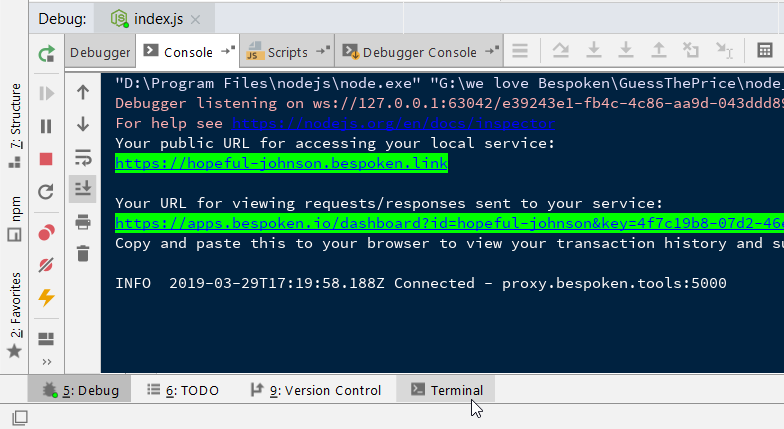 Debug: index.js
Debugger Console Scripts Debugger Console
"D:\Program Files\nodejs\node.exe" "G:\we love Bespoken\GuessThePrice\node_
Debugger listening on ws://127.0.0.1:63042/e39243e1-fb4c-4c86-aa9d-043ddd89
For help see https://nodejs.org/en/docs/inspector
Your public URL for accessing your local service:
https://hopeful-johnson.bespoken.link
Your URL for viewing requests/responses sent to your service:
https://apps.bespoken.io/dashboard?id=hopeful-johnson&key=4f7c19b8-07d2-46e
Copy and paste this to your browser to view your transaction history and su
INFO  2019-03-29T17:19:58.188Z Connected - proxy.bespoken.tools:5000
7: Structure
npm
2: Favorites
5: Debug 6: TODO 9: Version Control Terminal